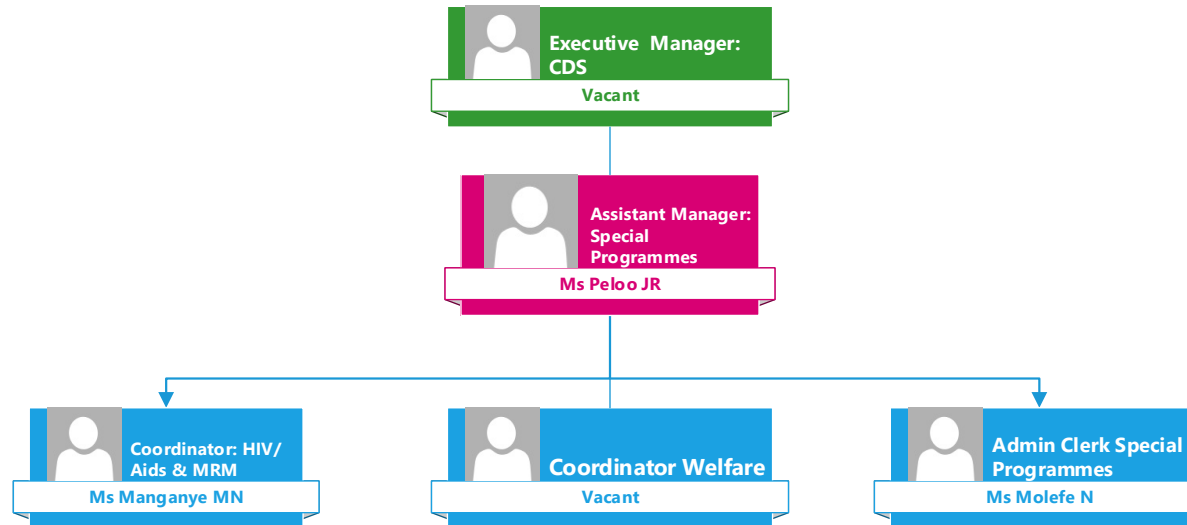 Executive Manager:
CDS
Vacant
Assistant Manager:
Special
Programmes
Ms Peloo JR
Coordinator: HIV/
Aids & MRM
Ms Manganye MN
Coordinator Welfare
Vacant
Admin Clerk Special
Programmes
Ms Molefe N